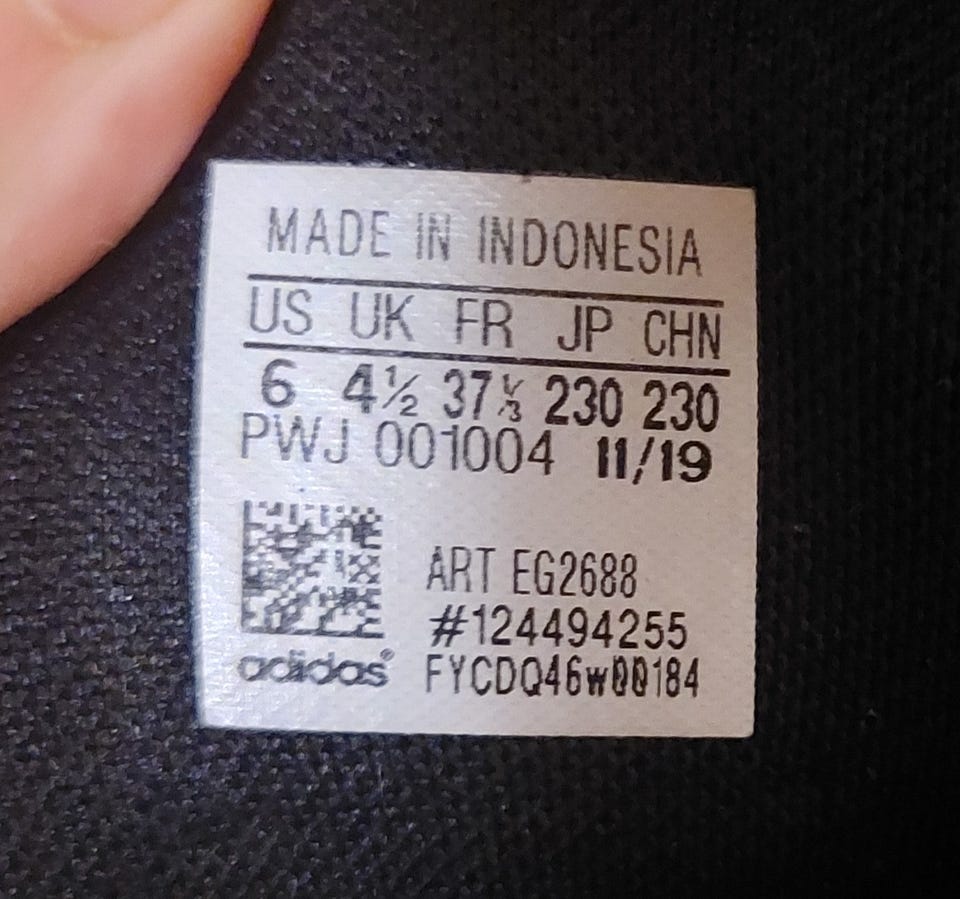 MADE IN INDONESIA
US UK FR JP CHN
6 4½ 37⅓ 230 230
PWJ 001004 11/19
ART EG2688
#124494255
adidas® FYCDQ46w00184